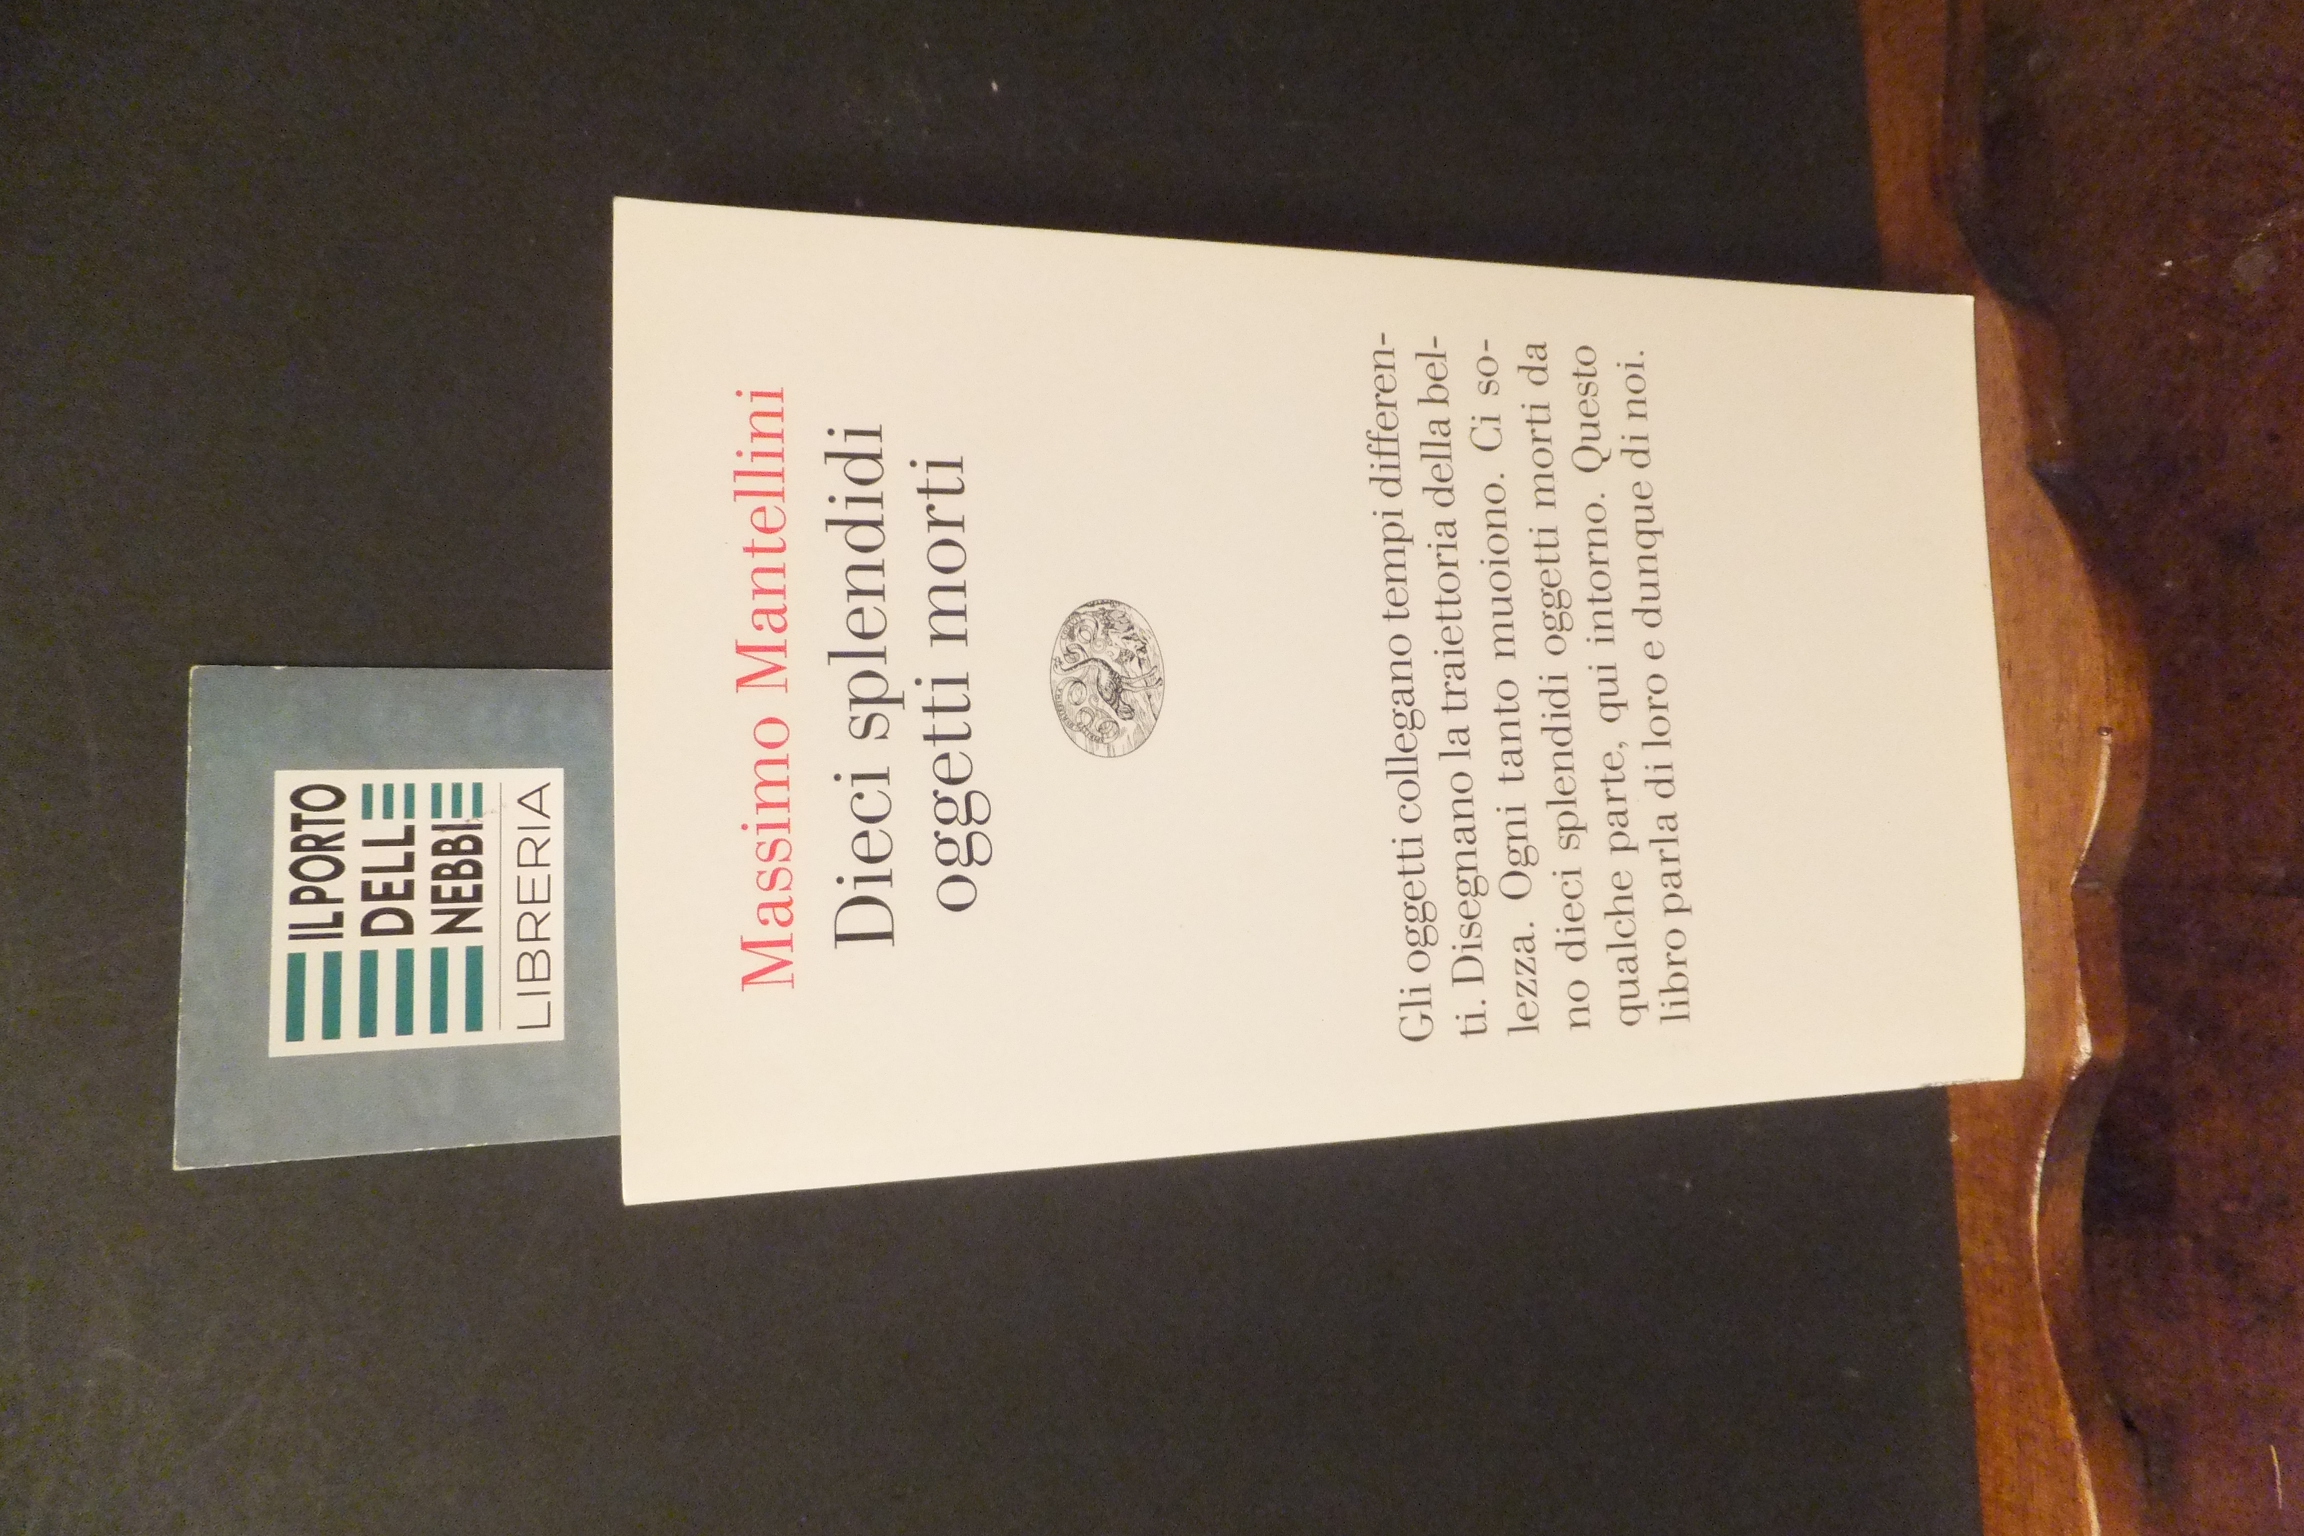 IL PORTO
DELLE
NEBBIE
LIBRERIA
Massimo Mantellini
Dieci splendidi
oggetti morti
Gli oggetti collegano tempi differen-
ti. Disegnano la traiettoria della bel-
lezza. Ogni tanto muoiono. Ci so-
no dieci splendidi oggetti morti da
qualche parte, qui intorno. Questo
libro parla di loro e dunque di noi.